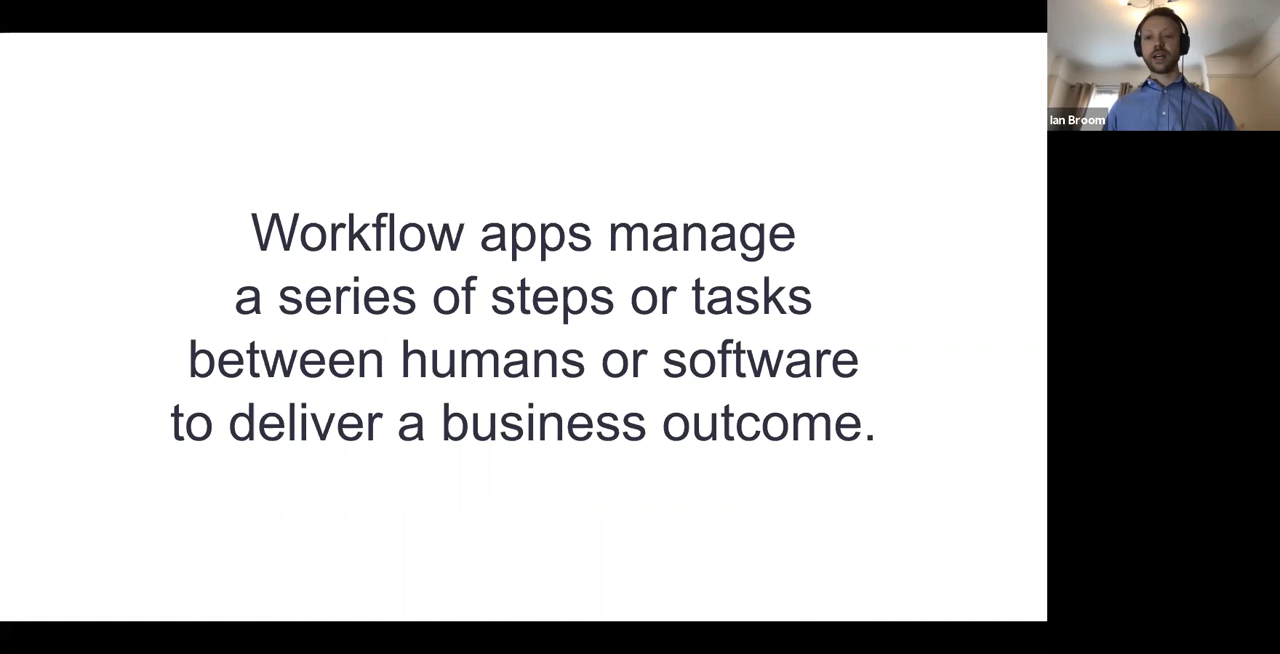 Workflow apps manage
a series of steps or tasks
between humans or software
to deliver a business outcome.
Ian Broom